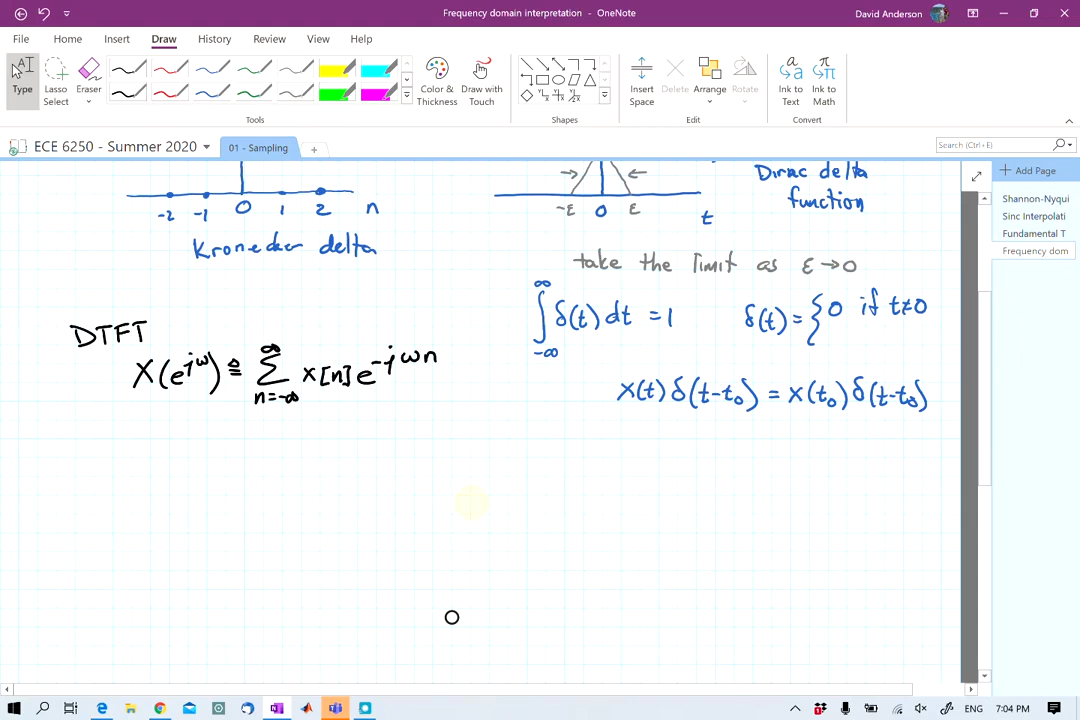 Frequency domain interpretation - OneNote
David Anderson
File Home Insert Draw History Review View Help
Type
Lasso Select
Eraser
Color & Thickness
Draw with Touch
Insert Space
Delete
Arrange
Rotate
Ink to Text
Ink to Math
Tools
Shapes
Edit
Convert
ECE 6250 - Summer 2020
01 - Sampling
Search (Ctrl + E)
Add Page
Shannon-Nyqui
Sinc Interpolati
Fundamental T
Frequency dom
-2 -1 0 1 2 n
Kronecker delta
-ε 0 ε t
Dirac delta
function
take the limit as ε→0
∫_{-∞}^{∞} δ(t) dt = 1
δ(t) = { 0 if t≠0
DTFT
X(e^{jω}) ≜ ∑_{n=-∞}^{∞} x[n] e^{-jωn}
x(t) δ(t-t₀) = x(t₀) δ(t-t₀)
ENG 7:04 PM